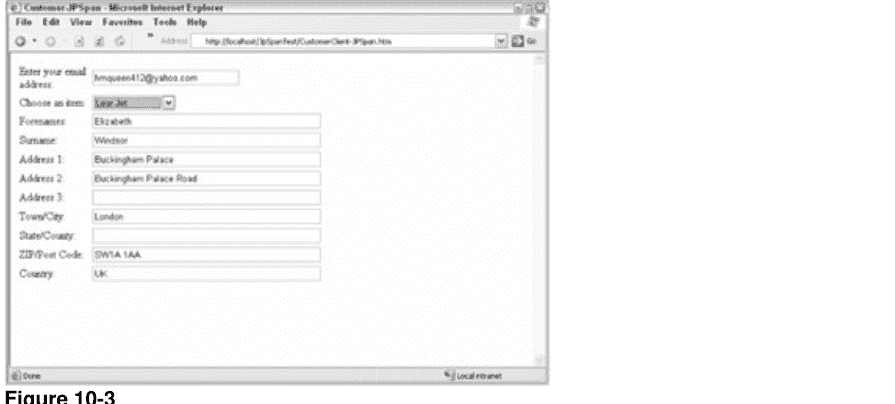 Customer JPSpan - Microsoft Internet Explorer
File Edit View Favorites Tools Help
Address http://localhost/JpSpanTest/CustomerClient-JPSpan.htm Go
Enter your email
address: hmqueen412@yahoo.com
Choose an item Lear Jet
Forenames: Elizabeth
Surname: Windsor
Address 1: Buckingham Palace
Address 2: Buckingham Palace Road
Address 3:
Town/City: London
State/County:
ZIP/Post Code: SW1A 1AA
Country UK
Done Local intranet
Figure 10-3